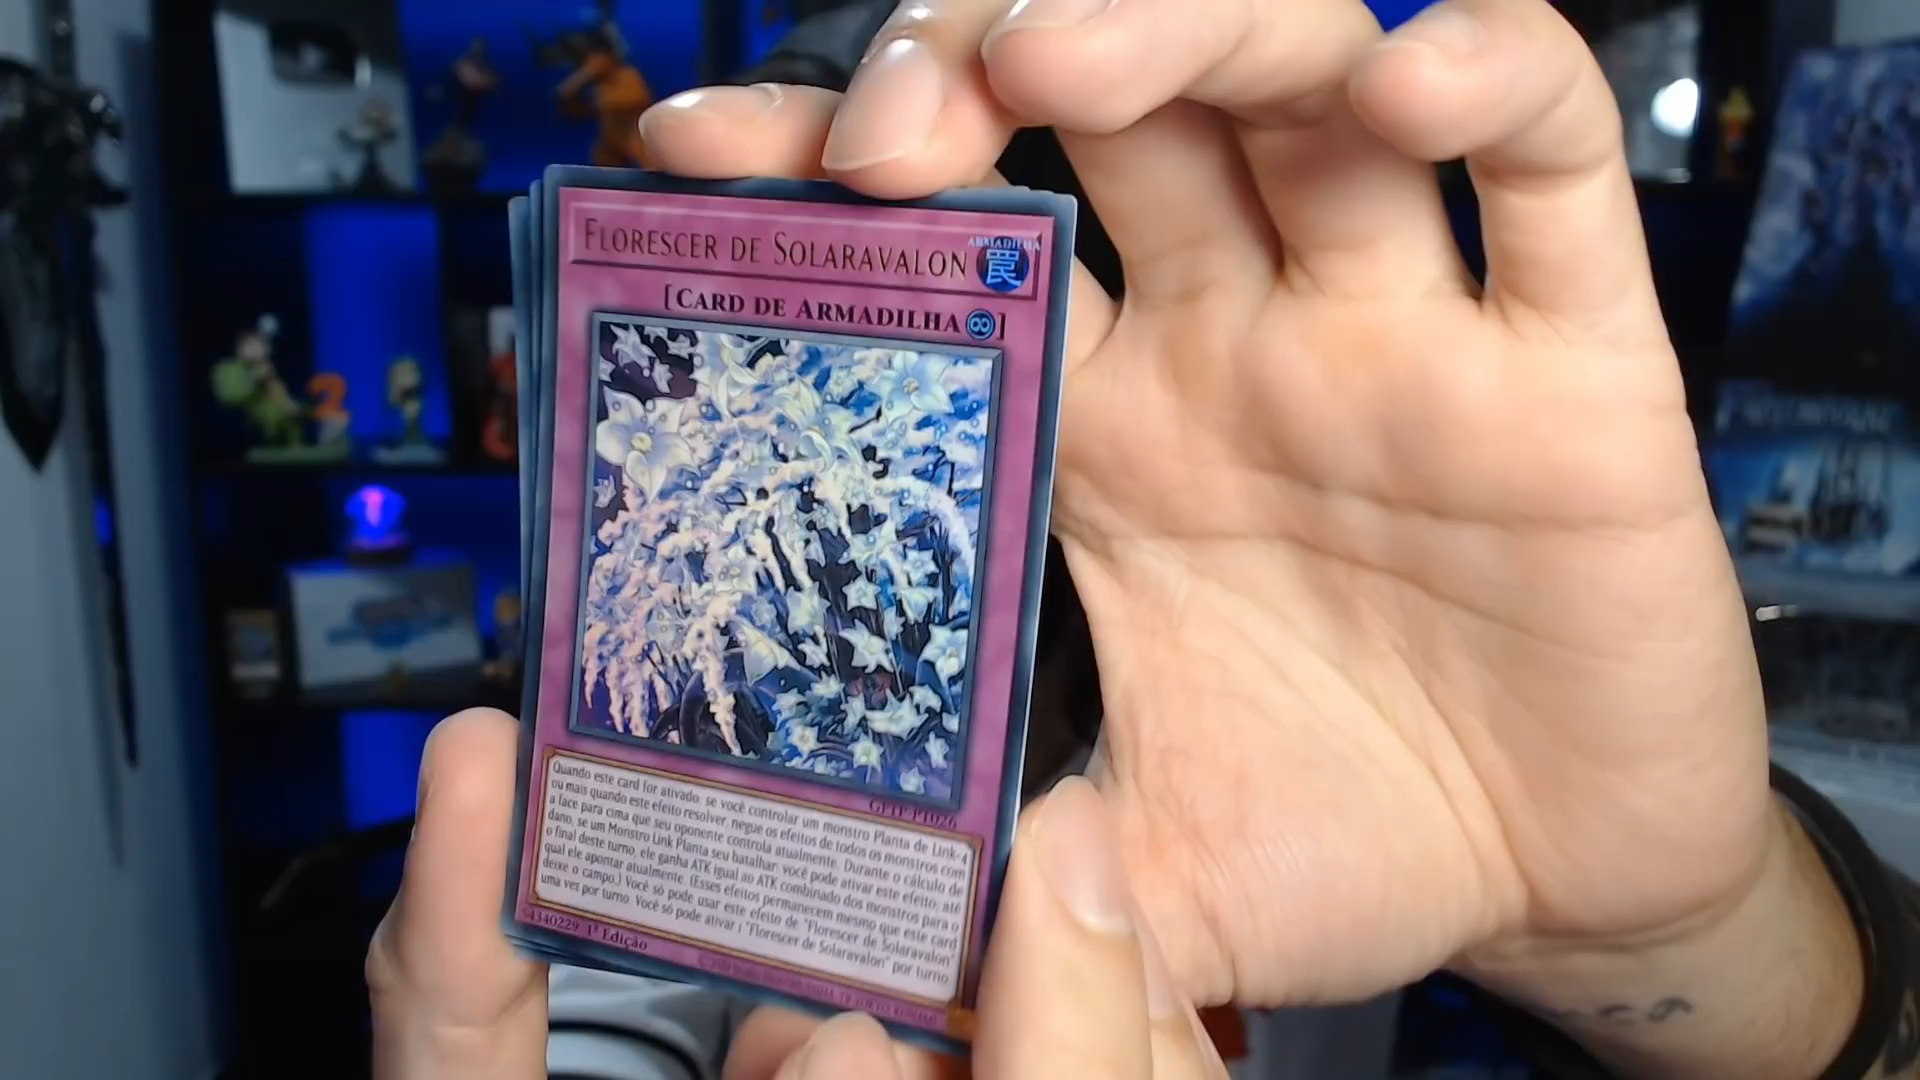 FLORESCER DE SOLARAVALON
ARMADILHA
罠
[CARD DE ARMADILHA]
GFTP-PT026
Quando este card for ativado: se você controlar um monstro Planta de Link-4
ou mais quando este efeito resolver, negue os efeitos de todos os monstros com
a face para cima que seu oponente controla atualmente. Durante o cálculo de
dano, se um Monstro Link Planta seu batalhar: você pode ativar este efeito; até
o final deste turno, ele ganha ATK igual ao ATK combinado dos monstros para o
qual ele apontar atualmente. (Esses efeitos permanecem mesmo que este card
deixe o campo.) Você só pode usar este efeito de "Florescer de Solaravalon"
uma vez por turno. Você só pode ativar 1 "Florescer de Solaravalon" por turno
4340229 1ª Edição